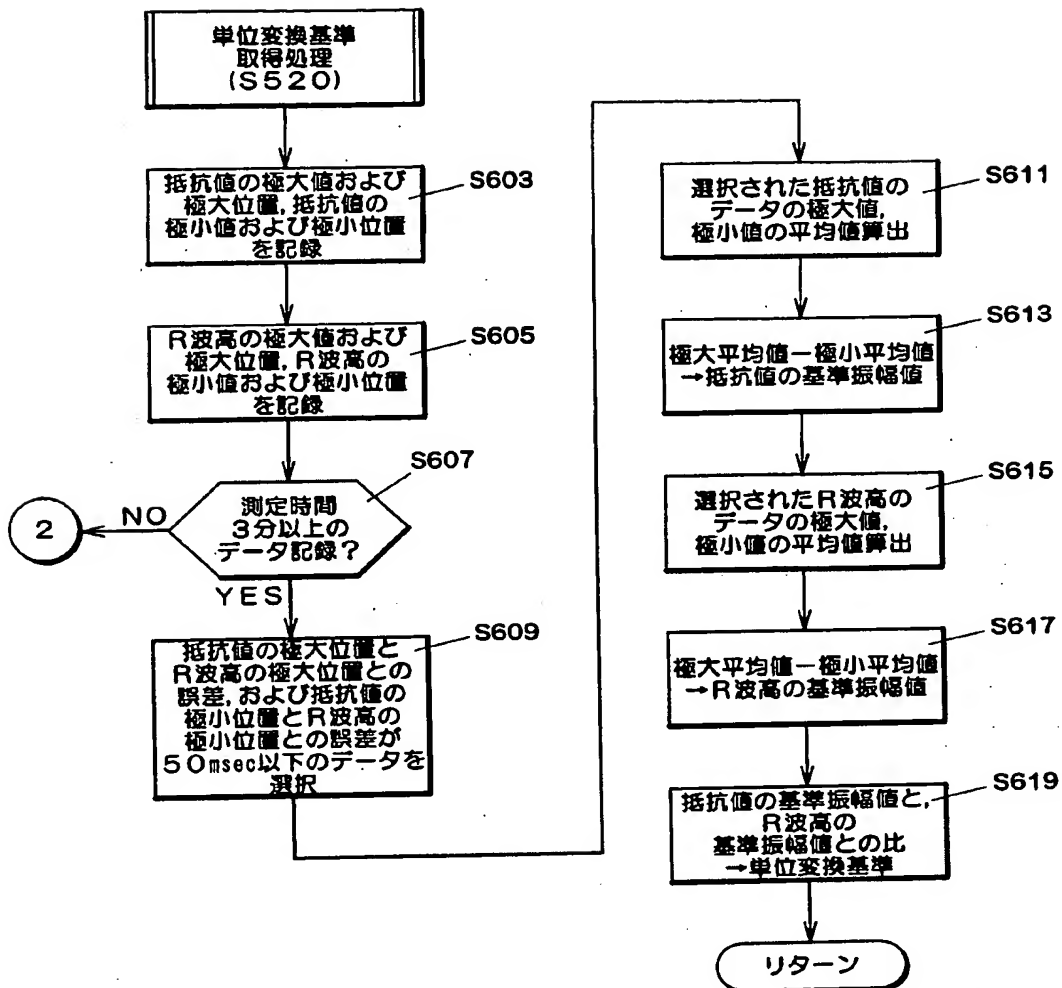 単位変換基準
取得処理
(S520)
抵抗値の極大値および
極大位置,抵抗値の
極小値および極小位置
を記録
S603
R波高の極大値および
極大位置,R波高の
極小値および極小位置
を記録
S605
測定時間
3分以上の
データ記録?
S607
NO
2
YES
抵抗値の極大位置と
R波高の極大位置との
誤差,および抵抗値の
極小位置とR波高の
極小位置との誤差が
50msec以下のデータを
選択
S609
選択された抵抗値の
データの極大値,
極小値の平均値算出
S611
極大平均値-極小平均値
→抵抗値の基準振幅値
S613
選択されたR波高の
データの極大値,
極小値の平均値算出
S615
極大平均値-極小平均値
→R波高の基準振幅値
S617
抵抗値の基準振幅値と,
R波高の
基準振幅値との比
→単位変換基準
S619
リターン